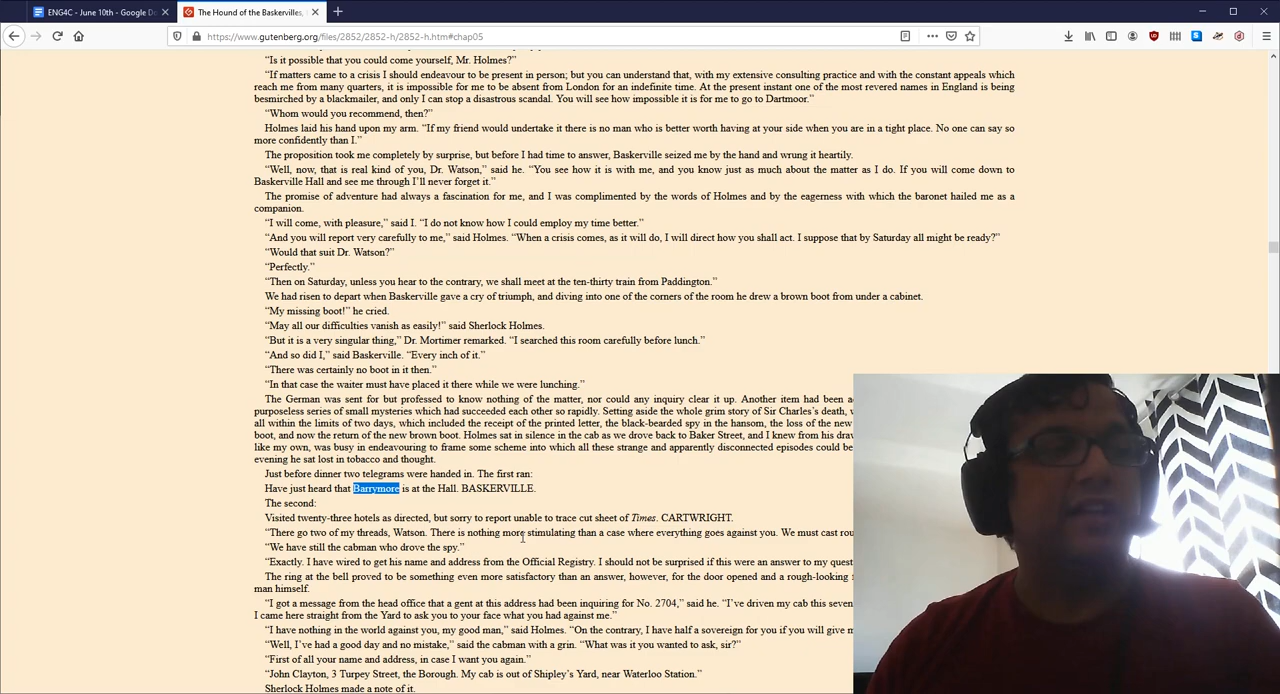 ENG4C - June 10th - Google Do
The Hound of the Baskervilles,
https://www.gutenberg.org/files/2852/2852-h/2852-h.htm#chap05
“Is it possible that you could come yourself, Mr. Holmes?”
“If matters came to a crisis I should endeavour to be present in person; but you can understand that, with my extensive consulting practice and with the constant appeals which
reach me from many quarters, it is impossible for me to be absent from London for an indefinite time. At the present instant one of the most revered names in England is being
besmirched by a blackmailer, and only I can stop a disastrous scandal. You will see how impossible it is for me to go to Dartmoor.”
“Whom would you recommend, then?”
Holmes laid his hand upon my arm. “If my friend would undertake it there is no man who is better worth having at your side when you are in a tight place. No one can say so
more confidently than I.”
The proposition took me completely by surprise, but before I had time to answer, Baskerville seized me by the hand and wrung it heartily.
“Well, now, that is real kind of you, Dr. Watson,” said he. “You see how it is with me, and you know just as much about the matter as I do. If you will come down to
Baskerville Hall and see me through I’ll never forget it.”
The promise of adventure had always a fascination for me, and I was complimented by the words of Holmes and by the eagerness with which the baronet hailed me as a
companion.
“I will come, with pleasure,” said I. “I do not know how I could employ my time better.”
“And you will report very carefully to me,” said Holmes. “When a crisis comes, as it will do, I will direct how you shall act. I suppose that by Saturday all might be ready?”
“Would that suit Dr. Watson?”
“Perfectly.”
“Then on Saturday, unless you hear to the contrary, we shall meet at the ten-thirty train from Paddington.”
We had risen to depart when Baskerville gave a cry of triumph, and diving into one of the corners of the room he drew a brown boot from under a cabinet.
“My missing boot!” he cried.
“May all our difficulties vanish as easily!” said Sherlock Holmes.
“But it is a very singular thing,” Dr. Mortimer remarked. “I searched this room carefully before lunch.”
“And so did I,” said Baskerville. “Every inch of it.”
“There was certainly no boot in it then.”
“In that case the waiter must have placed it there while we were lunching.”
The German was sent for but professed to know nothing of the matter, nor could any inquiry clear it up. Another item had been a
purposeless series of small mysteries which had succeeded each other so rapidly. Setting aside the whole grim story of Sir Charles’s death,
all within the limits of two days, which included the receipt of the printed letter, the black-bearded spy in the hansom, the loss of the new
boot, and now the return of the new brown boot. Holmes sat in silence in the cab as we drove back to Baker Street, and I knew from his
like my own, was busy in endeavouring to frame some scheme into which all these strange and apparently disconnected episodes could be
evening he sat lost in tobacco and thought.
Just before dinner two telegrams were handed in. The first ran:
Have just heard that Barrymore is at the Hall. BASKERVILLE.
The second:
Visited twenty-three hotels as directed, but sorry to report unable to trace cut sheet of Times. CARTWRIGHT.
“There go two of my threads, Watson. There is nothing more stimulating than a case where everything goes against you. We must cast
“We have still the cabman who drove the spy.”
“Exactly. I have wired to get his name and address from the Official Registry. I should not be surprised if this were an answer to my
The ring at the bell proved to be something even more satisfactory than an answer, however, for the door opened and a rough-looking
man himself.
“I got a message from the head office that a gent at this address had been inquiring for No. 2704,” said he. “I’ve driven my cab this
I came here straight from the Yard to ask you to your face what you had against me.”
“I have nothing in the world against you, my good man,” said Holmes. “On the contrary, I have half a sovereign for you if you will give
“Well, I’ve had a good day and no mistake,” said the cabman with a grin. “What was it you wanted to ask, sir?”
“First of all your name and address, in case I want you again.”
“John Clayton, 3 Turpey Street, the Borough. My cab is out of Shipley’s Yard, near Waterloo Station.”
Sherlock Holmes made a note of it.